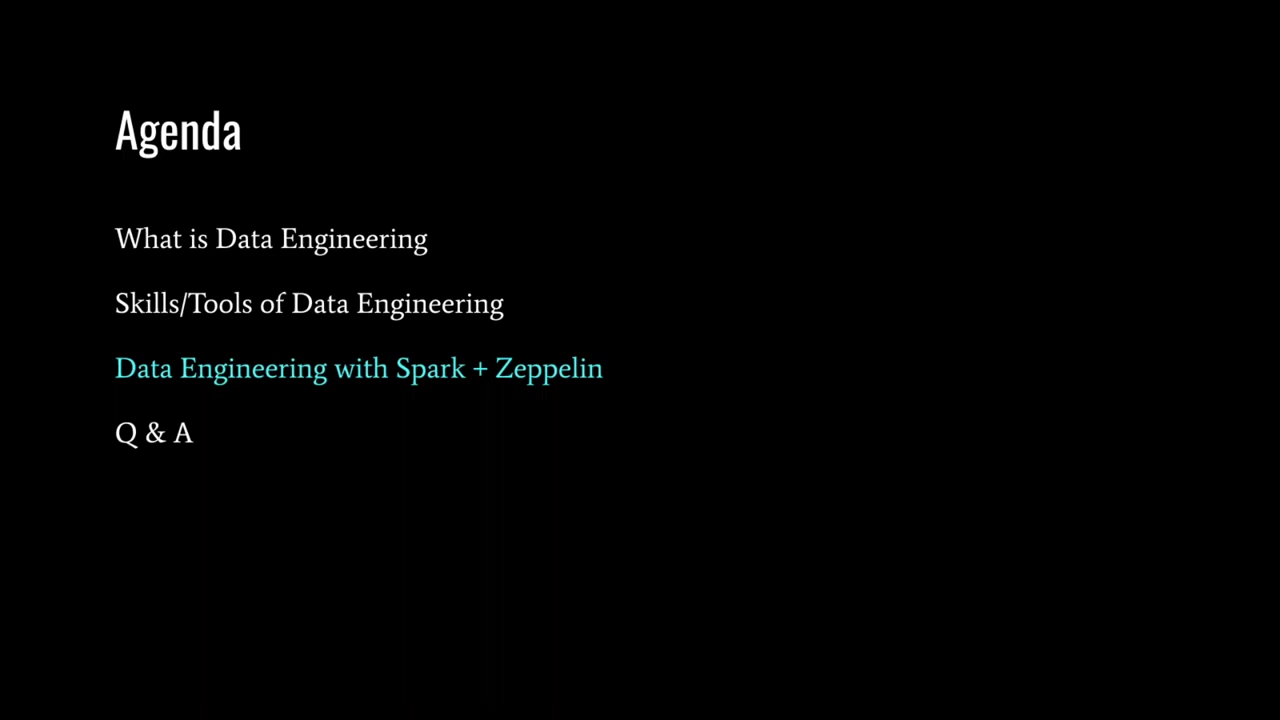 Agenda
What is Data Engineering
Skills/Tools of Data Engineering
Data Engineering with Spark + Zeppelin
Q & A